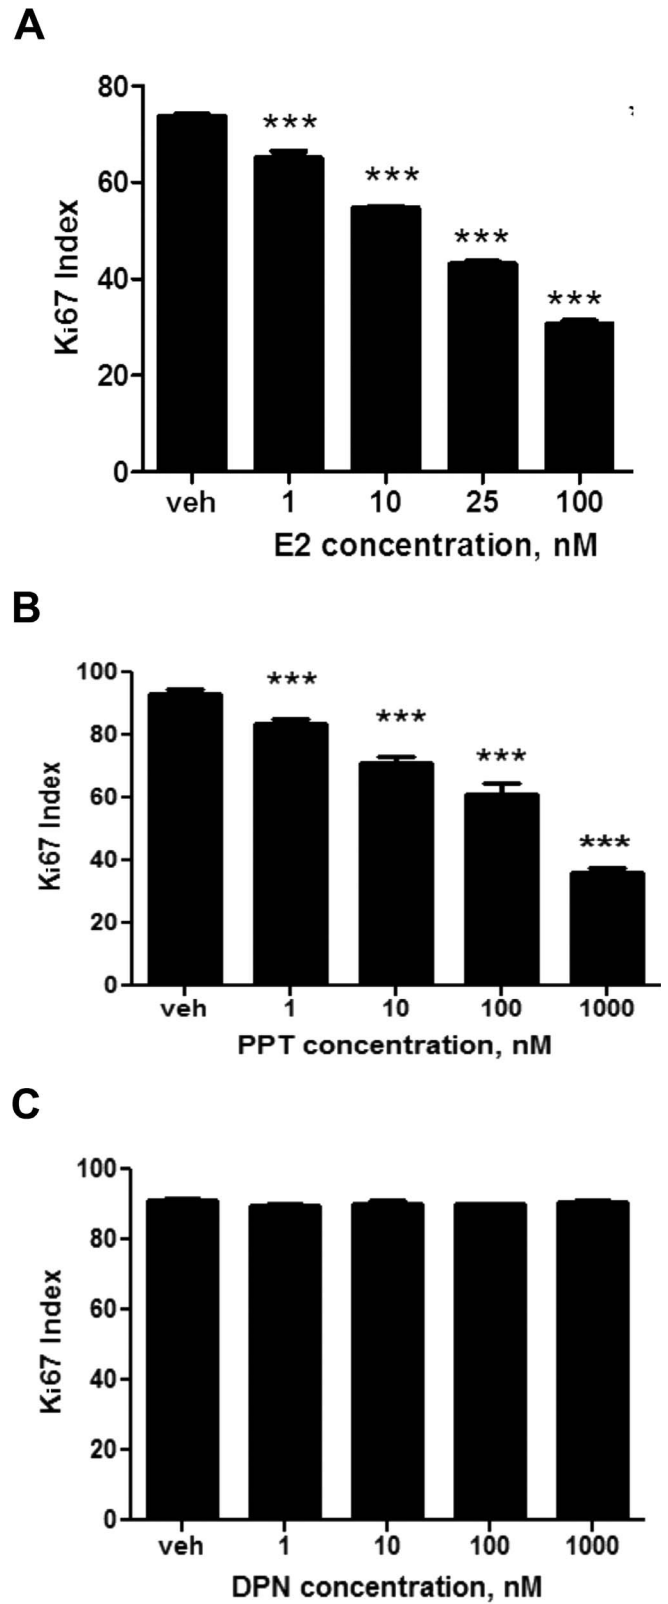 A
80
60
40
20
0
Ki67 Index
***
***
***
***
veh 1 10 25 100
E2 concentration, nM
B
100
80
60
40
20
0
Ki67 Index
***
***
***
***
veh 1 10 100 1000
PPT concentration, nM
C
100
80
60
40
20
0
Ki67 Index
veh 1 10 100 1000
DPN concentration, nM